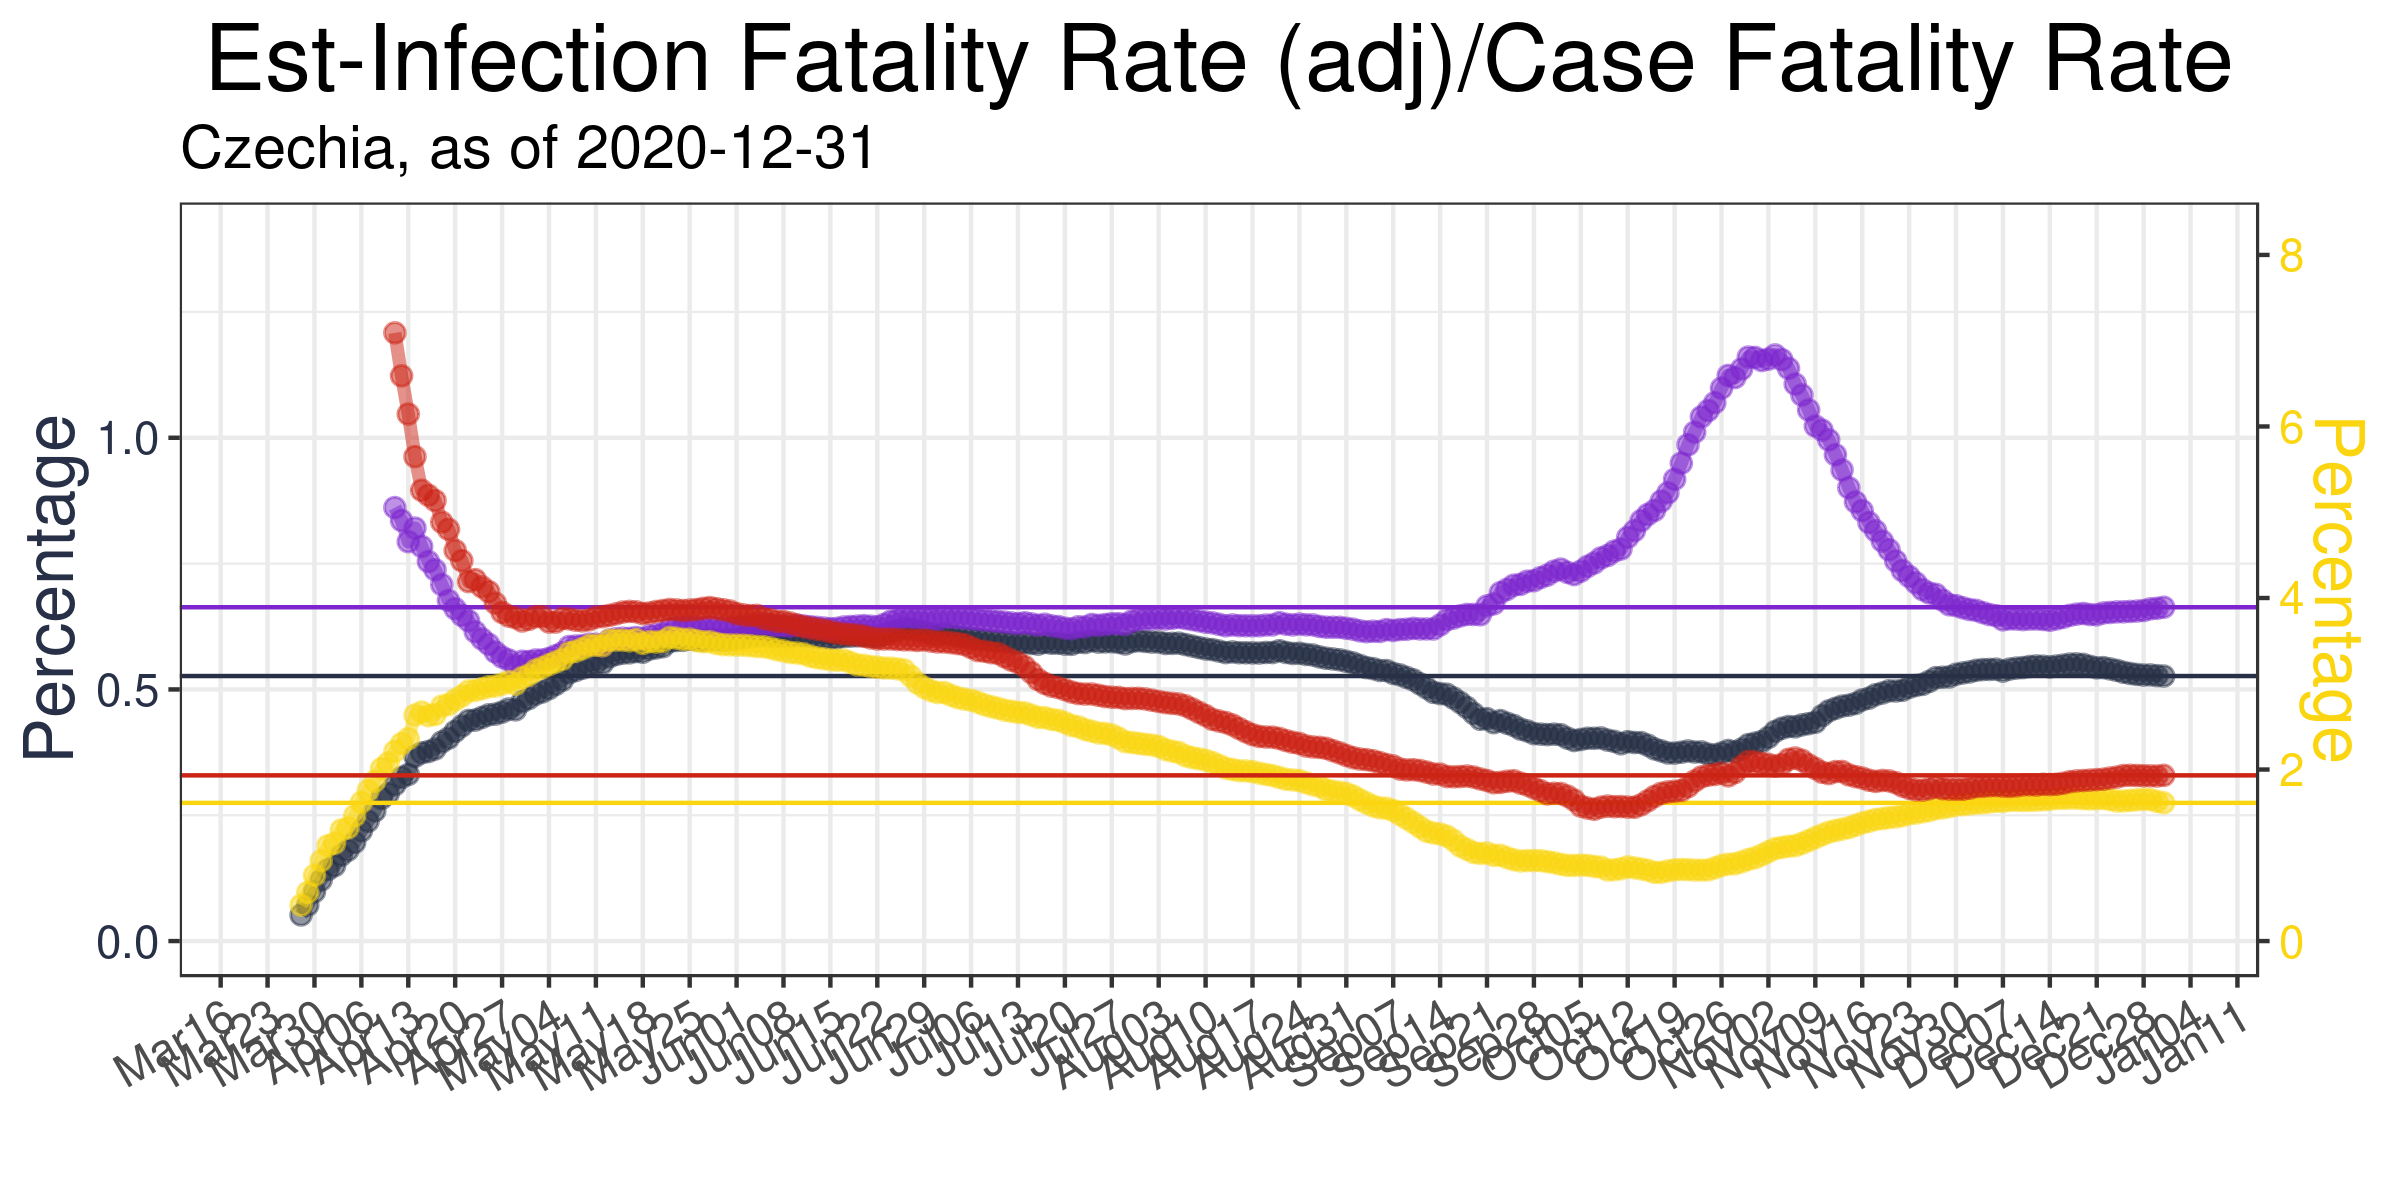 Est-Infection Fatality Rate (adj)/Case Fatality Rate
Czechia, as of 2020-12-31
Percentage
1.0
0.5
0.0
8
6
4
2
0
Percentage
Mar16
Mar23
Mar30
Apr06
Apr13
Apr20
Apr27
May04
May11
May18
May25
Jun01
Jun08
Jun15
Jun22
Jun29
Jul06
Jul13
Jul20
Jul27
Aug03
Aug10
Aug17
Aug24
Aug31
Sep07
Sep14
Sep21
Sep28
Oct05
Oct12
Oct19
Oct26
Nov02
Nov09
Nov16
Nov23
Nov30
Dec07
Dec14
Dec21
Dec28
Jan04
Jan11